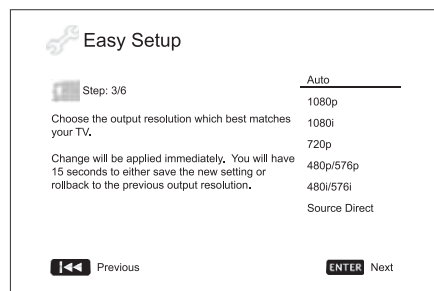 Easy Setup
Step: 3/6
Choose the output resolution which best matches
your TV.
Change will be applied immediately. You will have
15 seconds to either save the new setting or
rollback to the previous output resolution.
Auto
1080p
1080i
720p
480p/576p
480i/576i
Source Direct
Previous
ENTER Next